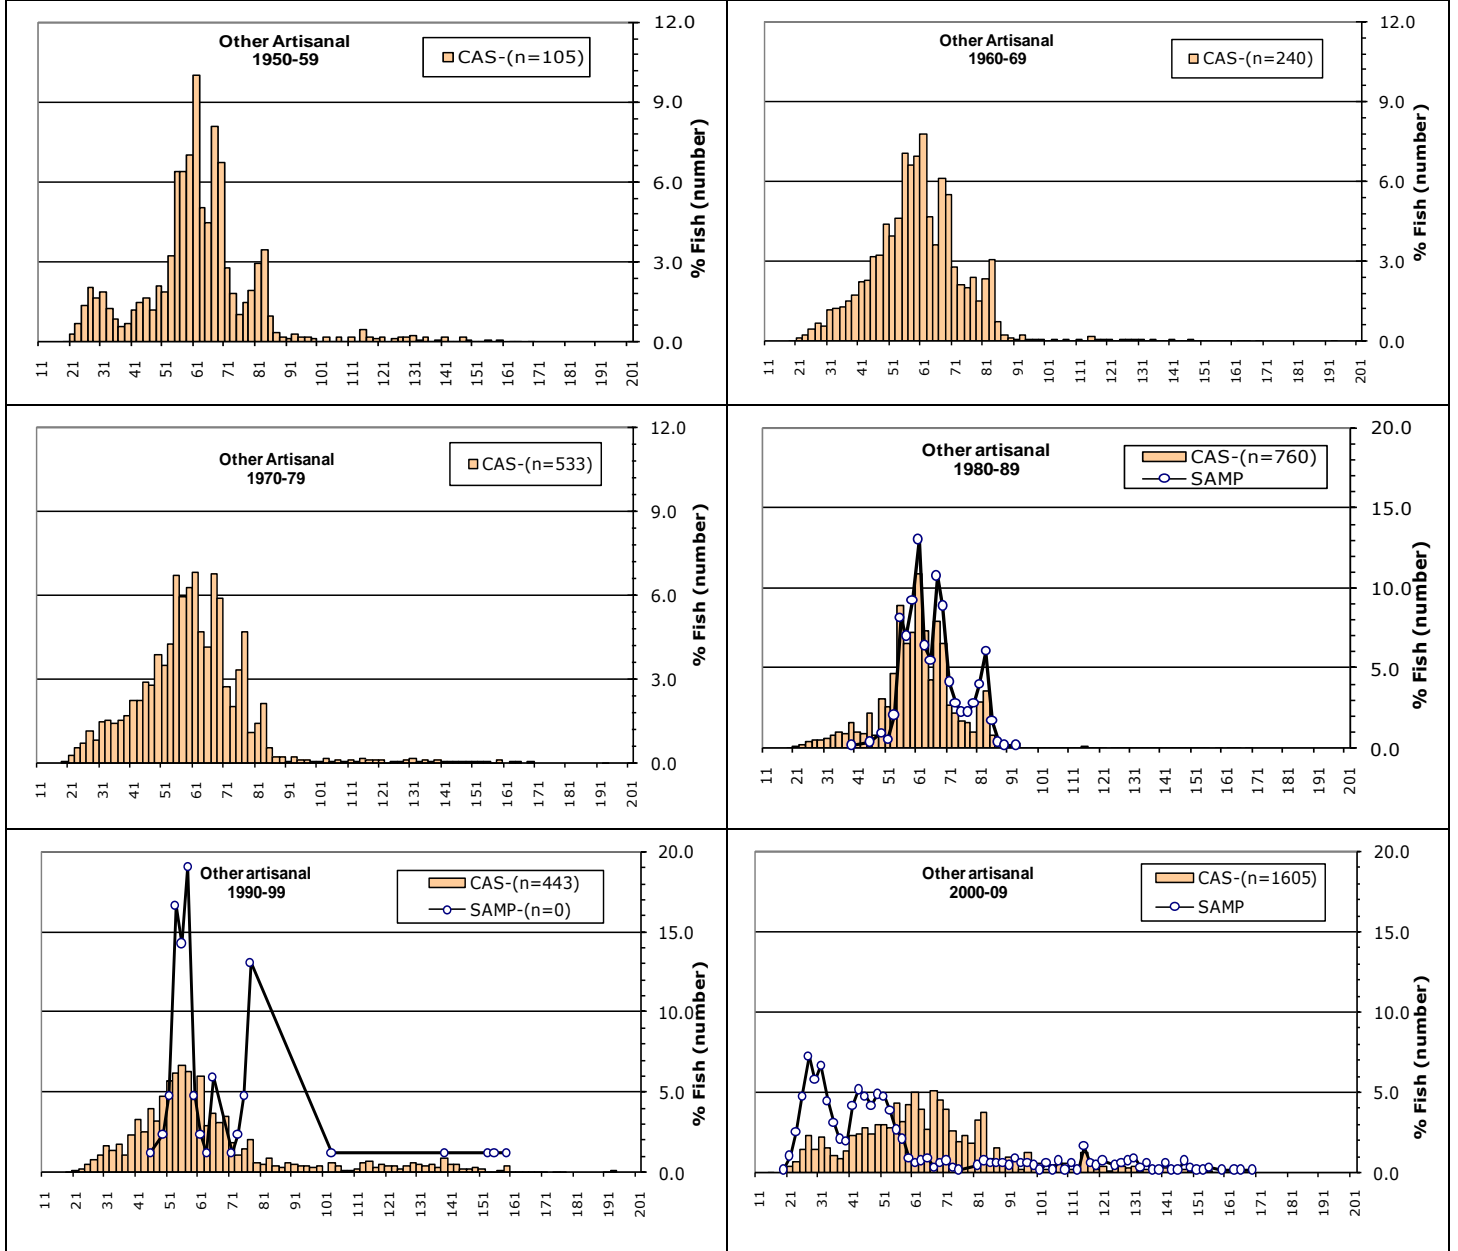 Other Artisanal
1950-59
CAS-(n=105)
12.0
9.0
6.0
3.0
0.0
% Fish (number)
11 21 31 41 51 61 71 81 91 101 111 121 131 141 151 161 171 181 191 201
Other Artisanal
1960-69
CAS-(n=240)
12.0
9.0
6.0
3.0
0.0
% Fish (number)
11 21 31 41 51 61 71 81 91 101 111 121 131 141 151 161 171 181 191 201
Other Artisanal
1970-79
CAS-(n=533)
12.0
9.0
6.0
3.0
0.0
% Fish (number)
11 21 31 41 51 61 71 81 91 101 111 121 131 141 151 161 171 181 191 201
Other artisanal
1980-89
CAS-(n=760)
SAMP
20.0
15.0
10.0
5.0
0.0
% Fish (number)
11 21 31 41 51 61 71 81 91 101 111 121 131 141 151 161 171 181 191 201
Other artisanal
1990-99
CAS-(n=443)
SAMP-(n=0)
20.0
15.0
10.0
5.0
0.0
% Fish (number)
11 21 31 41 51 61 71 81 91 101 111 121 131 141 151 161 171 181 191 201
Other artisanal
2000-09
CAS-(n=1605)
SAMP
20.0
15.0
10.0
5.0
0.0
% Fish (number)
11 21 31 41 51 61 71 81 91 101 111 121 131 141 151 161 171 181 191 201